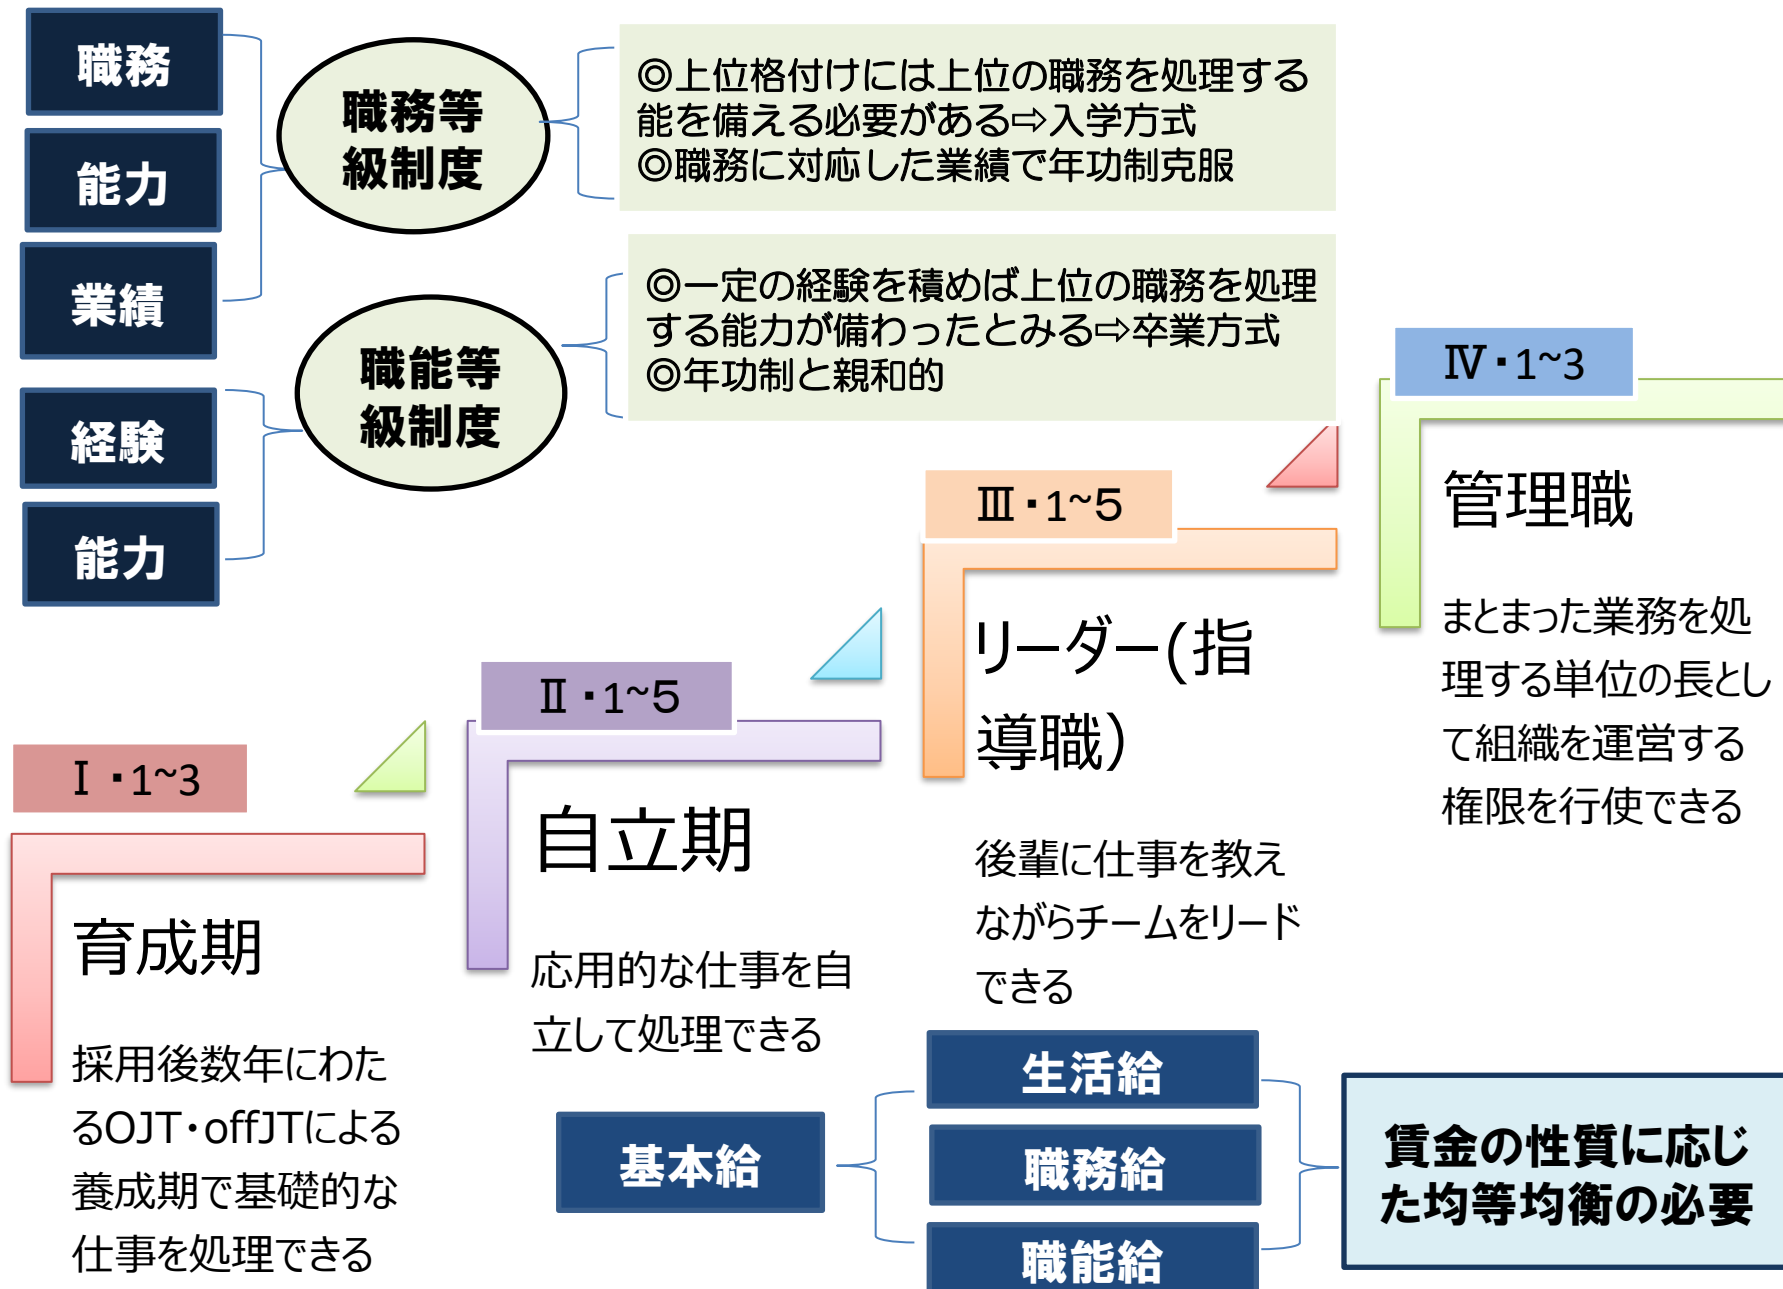 職務
能力
業績
職務等
級制度
◎上位格付けには上位の職務を処理する
能を備える必要がある⇨入学方式
◎職務に対応した業績で年功制克服
経験
能力
職能等
級制度
◎一定の経験を積めば上位の職務を処理
する能力が備わったとみる⇨卒業方式
◎年功制と親和的
Ⅰ・1~3
育成期
採用後数年にわた
るOJT・offJTによる
養成期で基礎的な
仕事を処理できる
Ⅱ・1~5
自立期
応用的な仕事を自
立して処理できる
Ⅲ・1~5
リーダー(指
導職)
後輩に仕事を教え
ながらチームをリード
できる
Ⅳ・1~3
管理職
まとまった業務を処
理する単位の長とし
て組織を運営する
権限を行使できる
基本給
生活給
職務給
職能給
賃金の性質に応じ
た均等均衡の必要